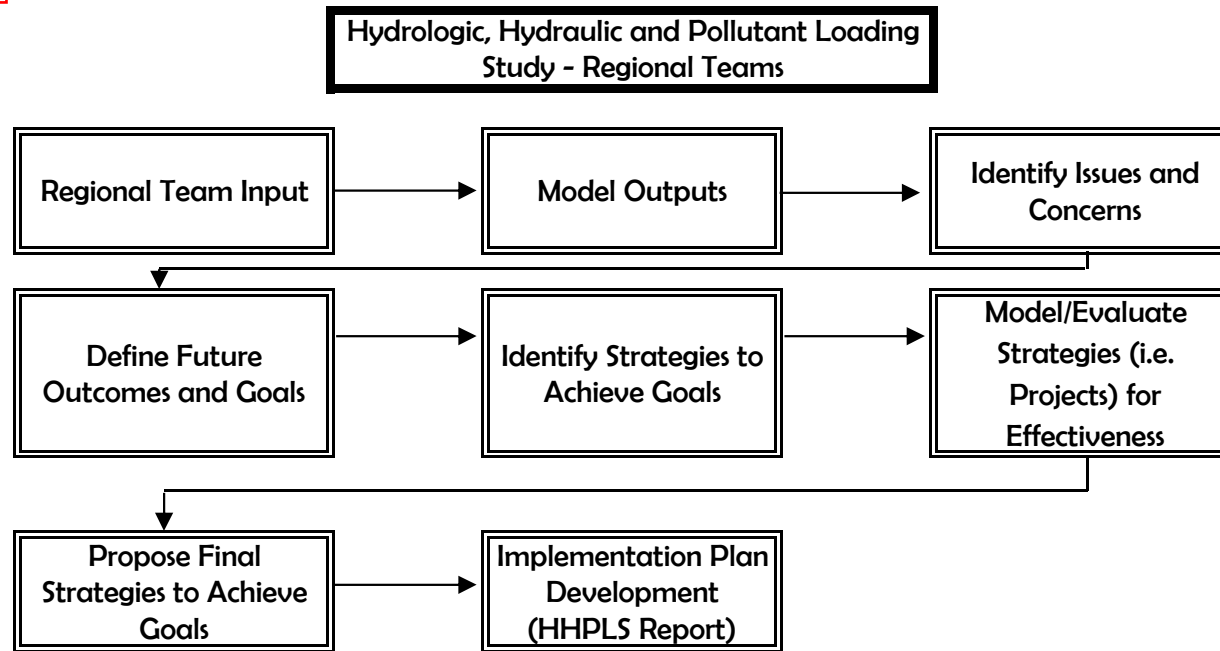 Hydrologic, Hydraulic and Pollutant Loading
Study - Regional Teams
Regional Team Input
Model Outputs
Identify Issues and
Concerns
Define Future
Outcomes and Goals
Identify Strategies to
Achieve Goals
Model/Evaluate
Strategies (i.e.
Projects) for
Effectiveness
Propose Final
Strategies to Achieve
Goals
Implementation Plan
Development
(HHPLS Report)